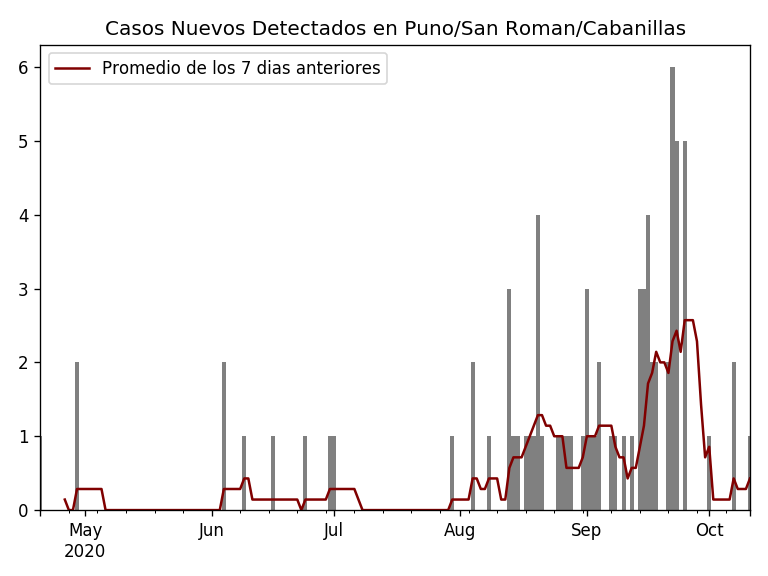 Casos Nuevos Detectados en Puno/San Roman/Cabanillas
Promedio de los 7 dias anteriores
6
5
4
3
2
1
0
May Jun Jul Aug Sep Oct
2020